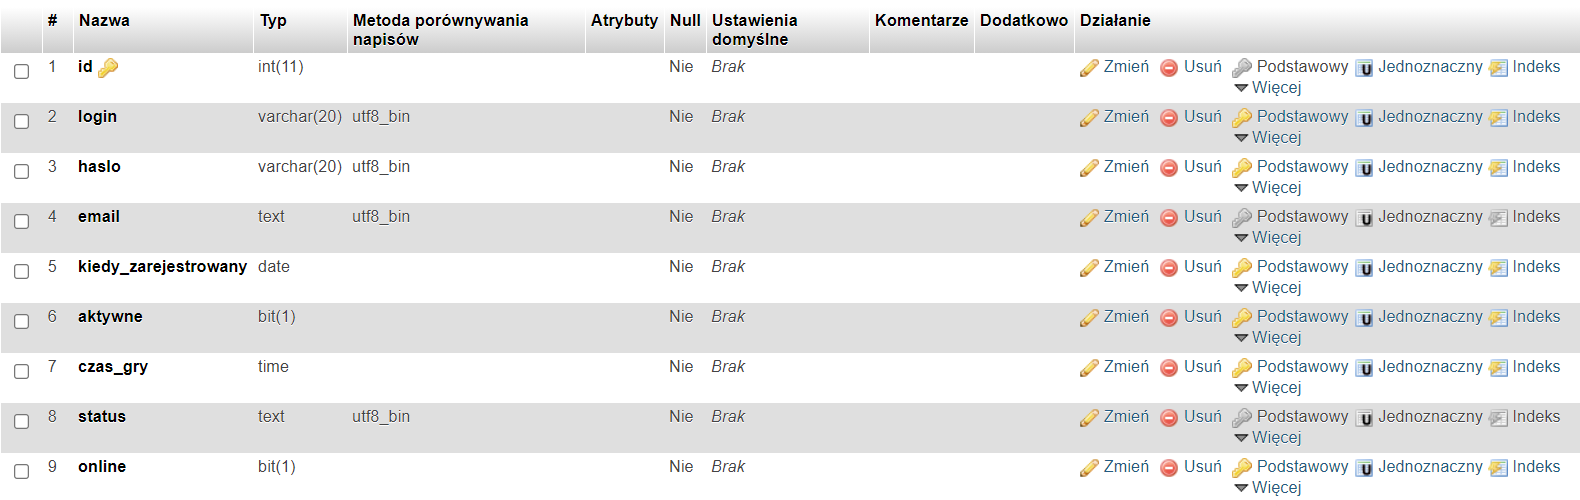 # Nazwa Typ Metoda porównywania napisów Atrybuty Null Ustawienia domyślne Komentarze Dodatkowo Działanie
1 id int(11) Nie Brak Zmień Usuń Podstawowy U Jednoznaczny Indeks
Więcej
2 login varchar(20) utf8_bin Nie Brak Zmień Usuń Podstawowy U Jednoznaczny Indeks
Więcej
3 haslo varchar(20) utf8_bin Nie Brak Zmień Usuń Podstawowy U Jednoznaczny Indeks
Więcej
4 email text utf8_bin Nie Brak Zmień Usuń Podstawowy U Jednoznaczny Indeks
Więcej
5 kiedy_zarejestrowany date Nie Brak Zmień Usuń Podstawowy U Jednoznaczny Indeks
Więcej
6 aktywne bit(1) Nie Brak Zmień Usuń Podstawowy U Jednoznaczny Indeks
Więcej
7 czas_gry time Nie Brak Zmień Usuń Podstawowy U Jednoznaczny Indeks
Więcej
8 status text utf8_bin Nie Brak Zmień Usuń Podstawowy U Jednoznaczny Indeks
Więcej
9 online bit(1) Nie Brak Zmień Usuń Podstawowy U Jednoznaczny Indeks
Więcej